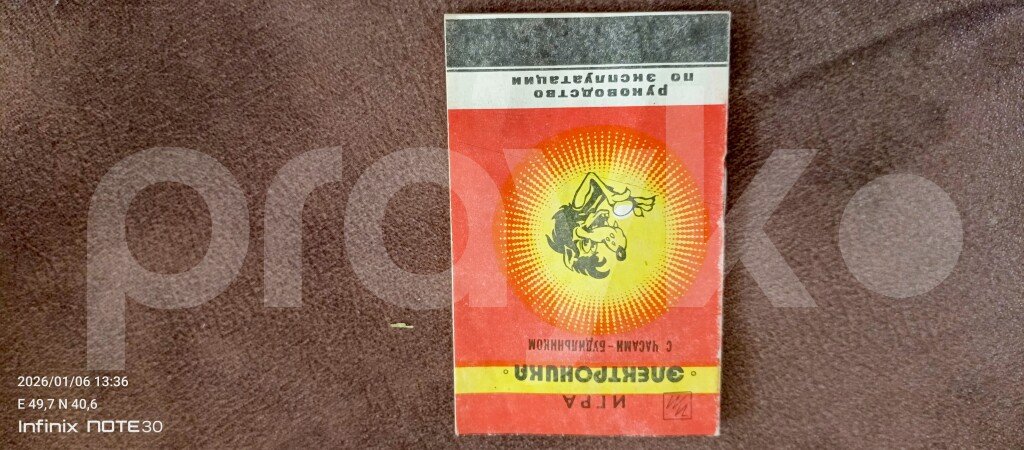 ИГРА
·ЭЛЕКТРОНИКА·
С ЧАСАМИ-БУДИЛЬНИКОМ
РУКОВОДСТВО
ПО ЭКСПЛУАТАЦИИ
2026/01/06 13:36
E 49,7 N 40,6
Infinix NOTE30